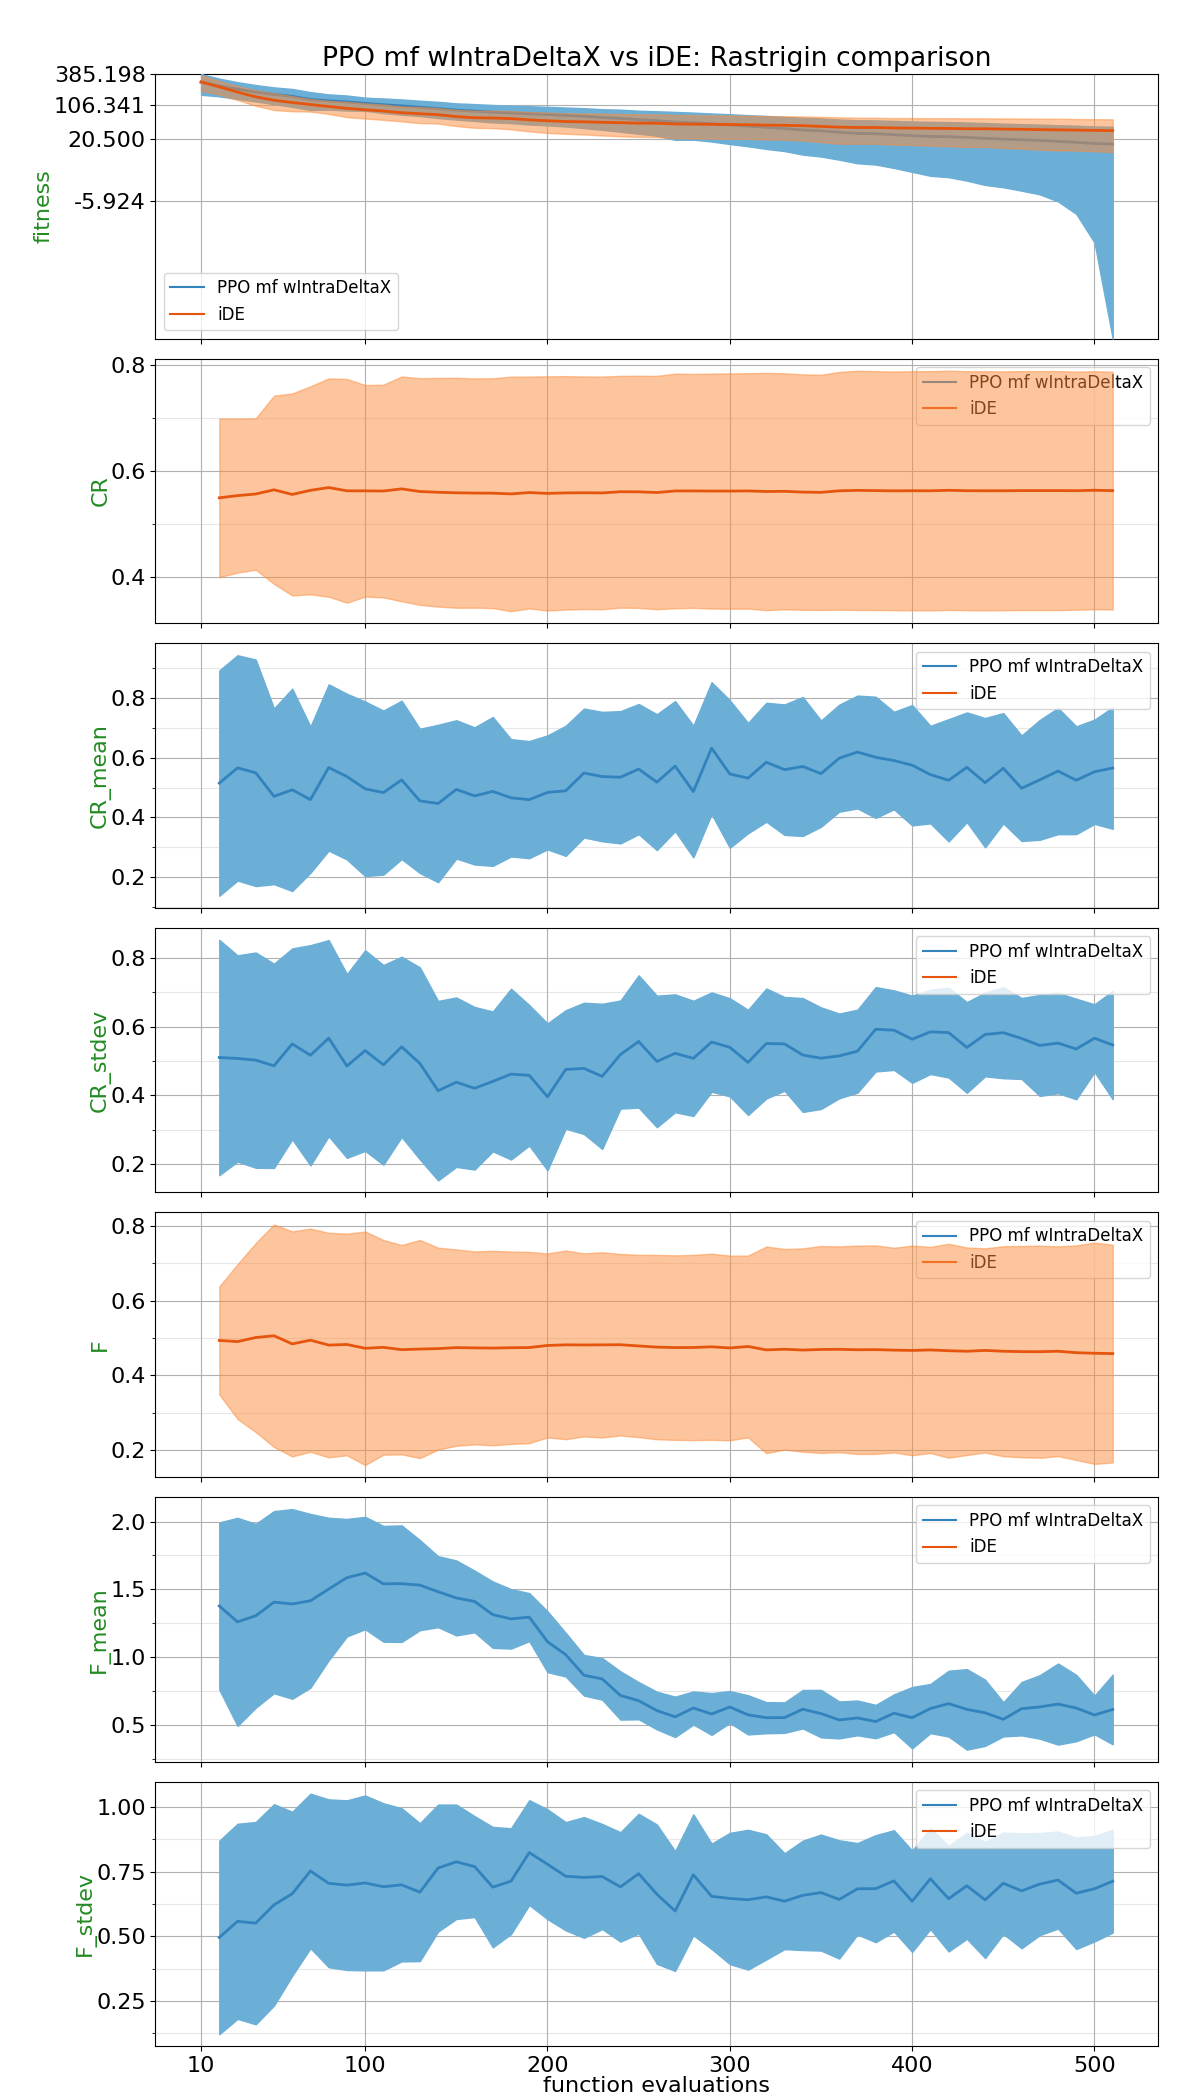 PPO mf wIntraDeltaX vs iDE: Rastrigin comparison
385.198
106.341
20.500
-5.924
fitness
PPO mf wIntraDeltaX
iDE
0.8
0.6
0.4
CR
PPO mf wIntraDeltaX
iDE
0.8
0.6
0.4
0.2
CR_mean
PPO mf wIntraDeltaX
iDE
0.8
0.6
0.4
0.2
CR_stdev
PPO mf wIntraDeltaX
iDE
0.8
0.6
0.4
0.2
F
PPO mf wIntraDeltaX
iDE
2.0
1.5
1.0
0.5
F_mean
PPO mf wIntraDeltaX
iDE
1.00
0.75
0.50
0.25
F_stdev
PPO mf wIntraDeltaX
iDE
10 100 200 300 400 500
function evaluations